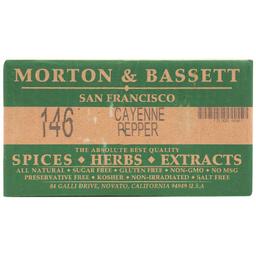 MORTON & BASSETT
SAN FRANCISCO
146 CAYENNE PEPPER
THE ABSOLUTE BEST QUALITY
SPICES • HERBS • EXTRACTS
ALL NATURAL • SUGAR FREE • GLUTEN FREE • NON-GMO • NO MSG
PRESERVATIVE FREE • KOSHER • NON-IRRADIATED • SALT FREE
84 GALLI DRIVE, NOVATO, CALIFORNIA 94949 U.S.A